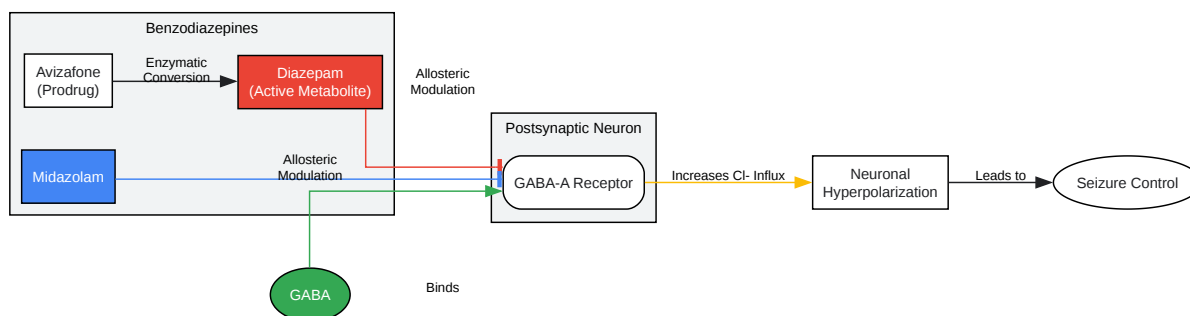 Benzodiazepines
Avizafone
(Prodrug)
Enzymatic
Conversion
Diazepam
(Active Metabolite)
Allosteric
Modulation
Postsynaptic Neuron
Midazolam
Allosteric
Modulation
GABA-A Receptor
Increases Cl- Influx
Neuronal
Hyperpolarization
Leads to
Seizure Control
GABA
Binds